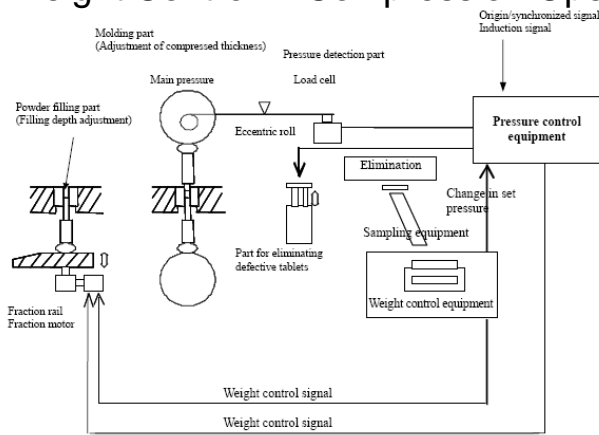 Origin/synchronized signal
Induction signal
Molding part
(Adjustment of compressed thickness)
Pressure detection part
Main pressure
Load cell
Powder filling part
(Filling depth adjustment)
Eccentric roll
Pressure control
equipment
Elimination
Change in set
pressure
Sampling equipment
Part for eliminating
defective tablets
Weight control equipment
Fraction rail
Fraction motor
Weight control signal
Weight control signal